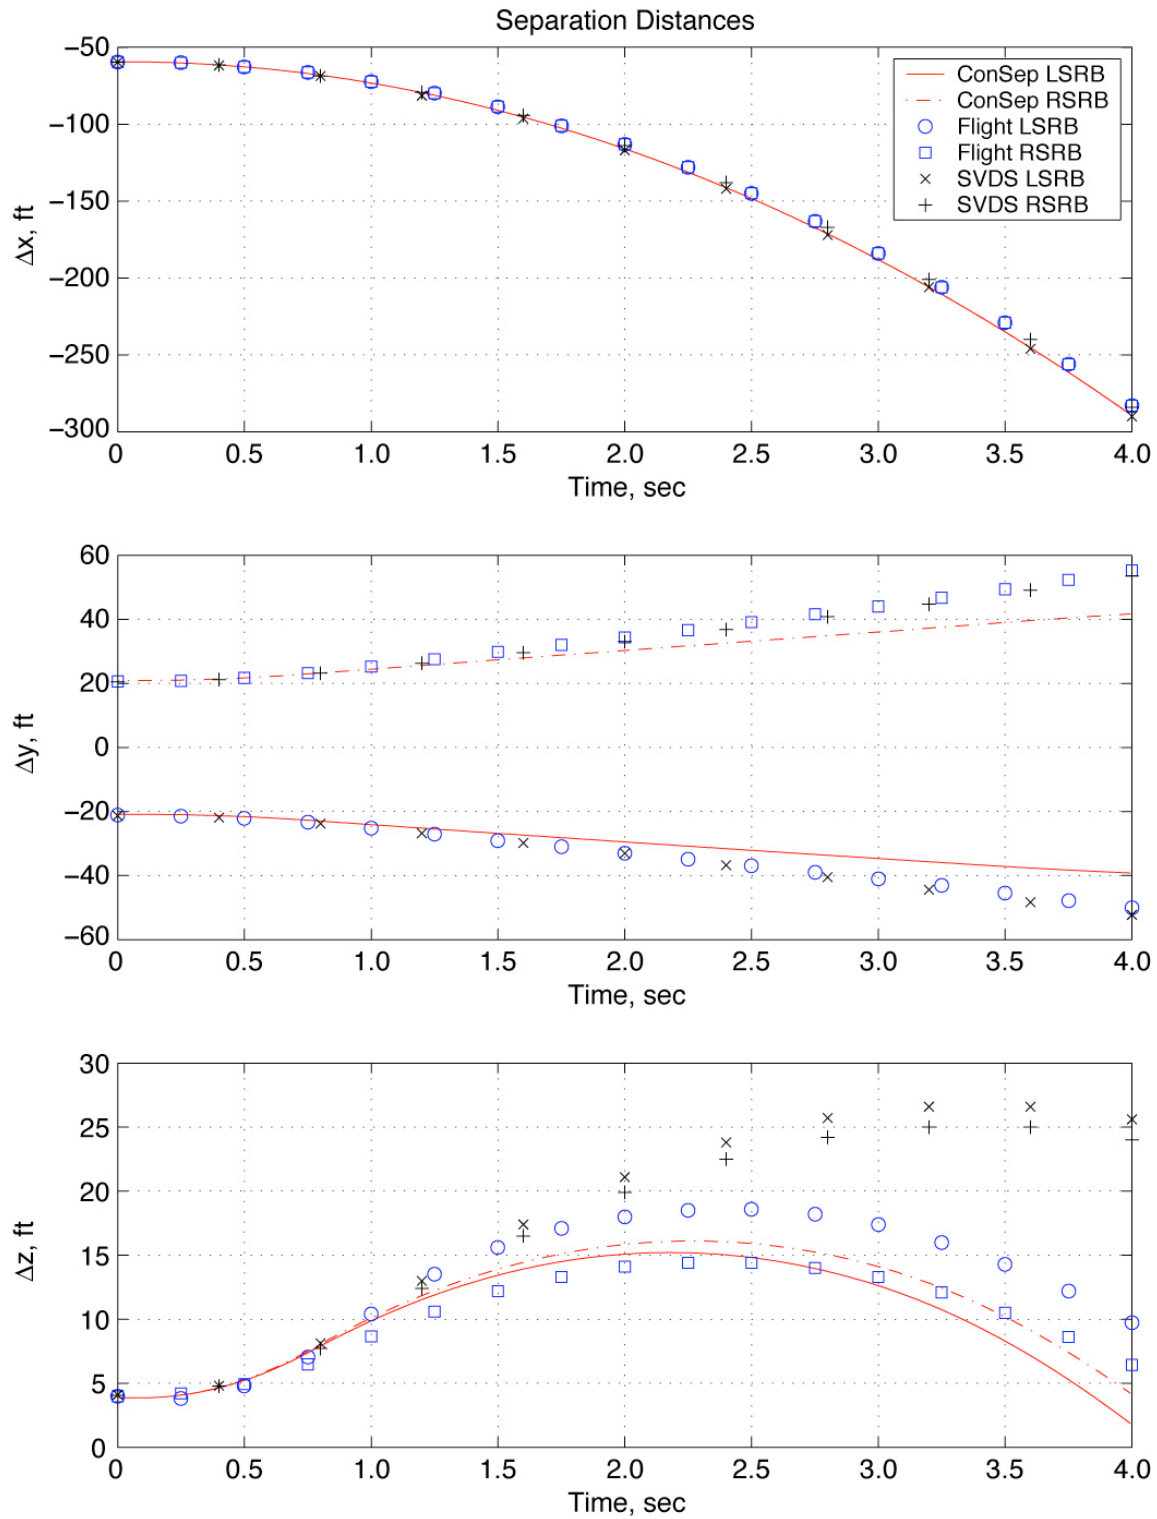 Separation Distances
−50
−100
−150
−200
−250
−300
Δx, ft
ConSep LSRB
ConSep RSRB
Flight LSRB
Flight RSRB
SVDS LSRB
SVDS RSRB
0 0.5 1.0 1.5 2.0 2.5 3.0 3.5 4.0
Time, sec
60
40
20
0
−20
−40
−60
Δy, ft
0 0.5 1.0 1.5 2.0 2.5 3.0 3.5 4.0
Time, sec
30
25
20
15
10
5
0
Δz, ft
0 0.5 1.0 1.5 2.0 2.5 3.0 3.5 4.0
Time, sec